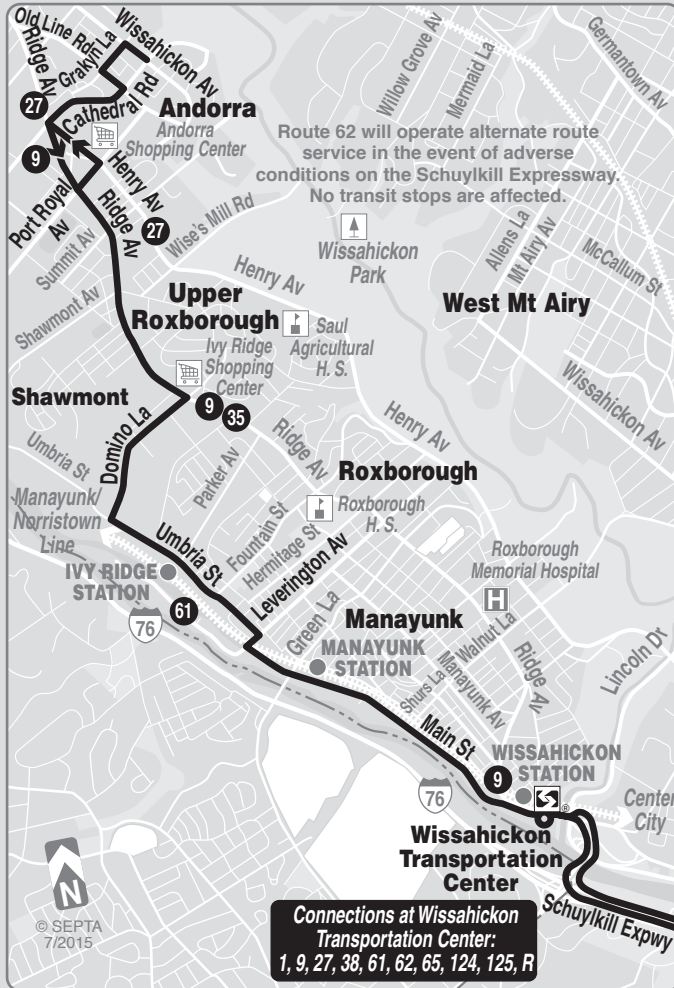 Old Line Rd
Ridge Av
Grakyn La
Wissahickon Av
Cathedral Rd
27
9
Andorra
Andorra
Shopping Center
Germantown Av
Willow Grove Av
Mermaid La
Route 62 will operate alternate route
service in the event of adverse
conditions on the Schuylkill Expressway.
No transit stops are affected.
Henry Av
27
Port Royal
Av
Ridge Av
Summit Av
Wise's Mill Rd
Shawmont Av
Wissahickon
Park
Allens La
Mt Airy Av
McCallum St
Henry Av
Upper
Roxborough
West Mt Airy
Saul
Agricultural
H. S.
Ivy Ridge
Shopping
Center
Wissahickon Av
Shawmont
9
35
Domino La
Henry Av
Umbria St
Parker Av
Ridge Av
Roxborough
Manayunk/
Norristown
Line
Roxborough
H. S.
Fountain St
Hermitage St
Umbria St
Leverington Av
Roxborough
Memorial Hospital
H
IVY RIDGE
STATION
61
76
Green La
Manayunk
MANAYUNK
STATION
Shurs La
Walnut La
Manayunk Av
Ridge Av
Lincoln Dr
Main St
WISSAHICKON
STATION
9
®
76
Center
City
Wissahickon
Transportation
Center
Schuylkill Expwy
N
© SEPTA
7/2015
Connections at Wissahickon
Transportation Center:
1, 9, 27, 38, 61, 62, 65, 124, 125, R